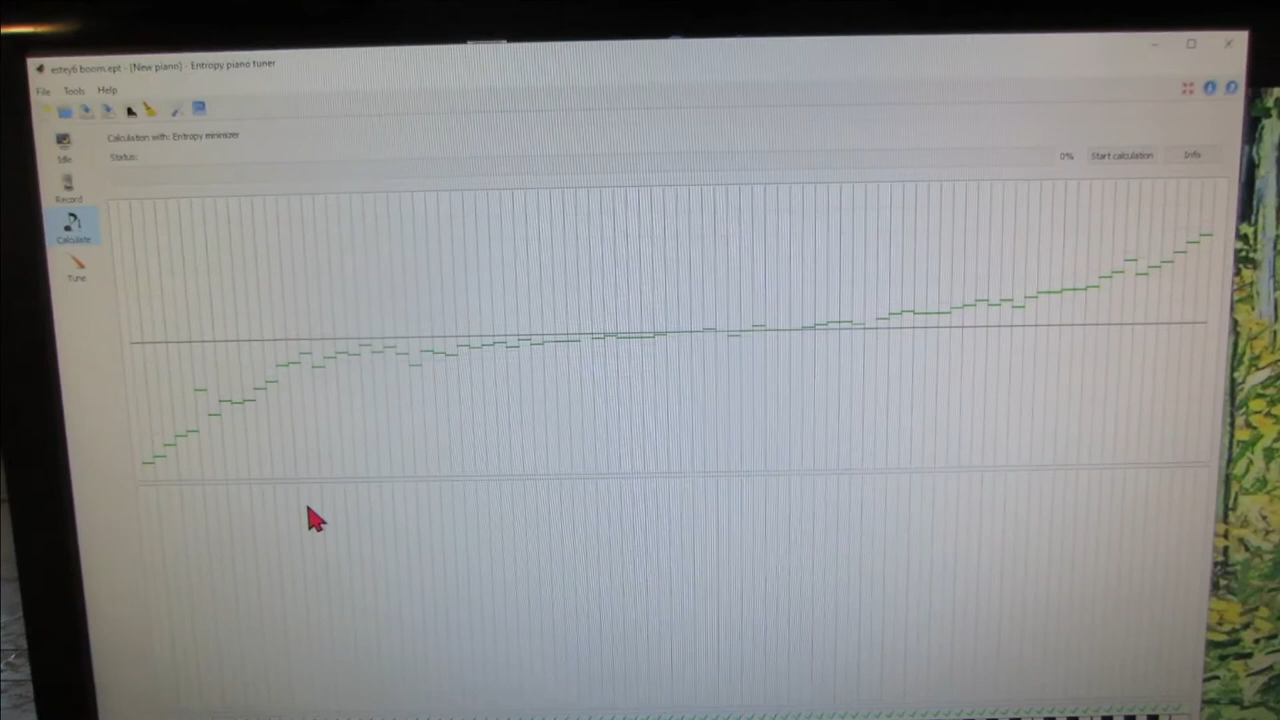 estey6 boom.ept - [New piano] - Entropy piano tuner
File Tools Help
Calculation with: Entropy minimizer
Status:
0% Start calculation Info
Idle
Record
Calculate
Tune